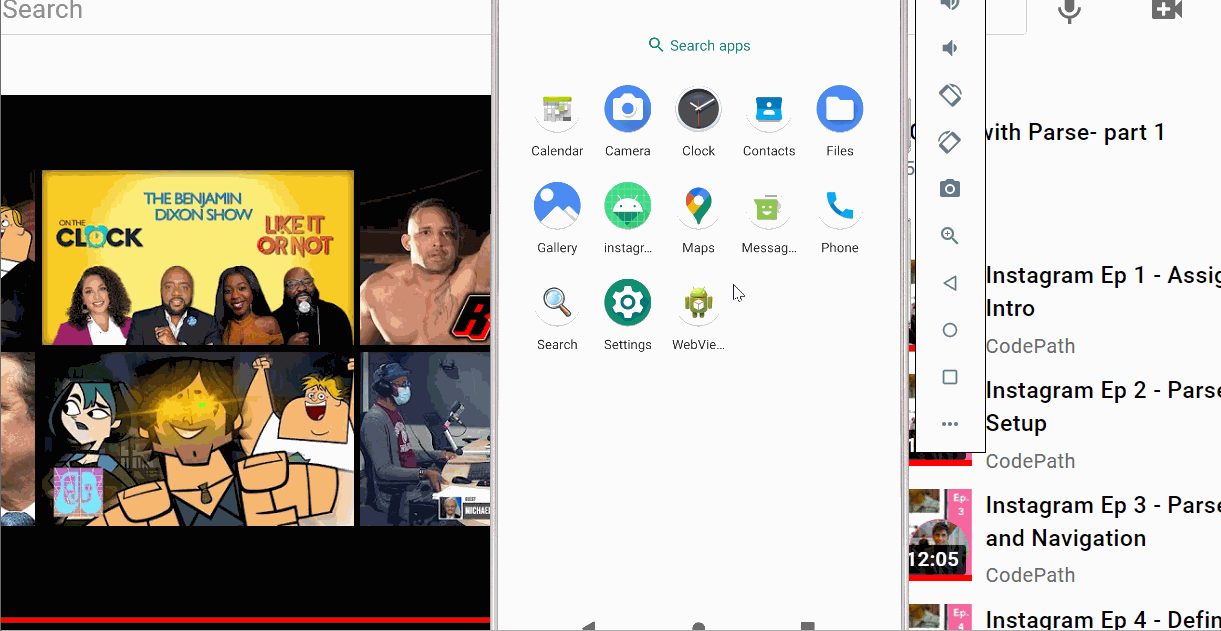 Search
THE BENJAMIN
DIXON SHOW
ON THE
CLOCK
LIKE IT
OR NOT
GUEST
MICHAEL
Search apps
Calendar
Camera
Clock
Contacts
Files
Gallery
instagr...
Maps
Messag...
Phone
Search
Settings
WebVie...
with Parse- part 1
Instagram Ep 1 - Assig
Intro
CodePath
Instagram Ep 2 - Parse
Setup
CodePath
Ep.
3
12:05
Instagram Ep 3 - Parse
and Navigation
CodePath
Ep.
4
Instagram Ep 4 - Defin